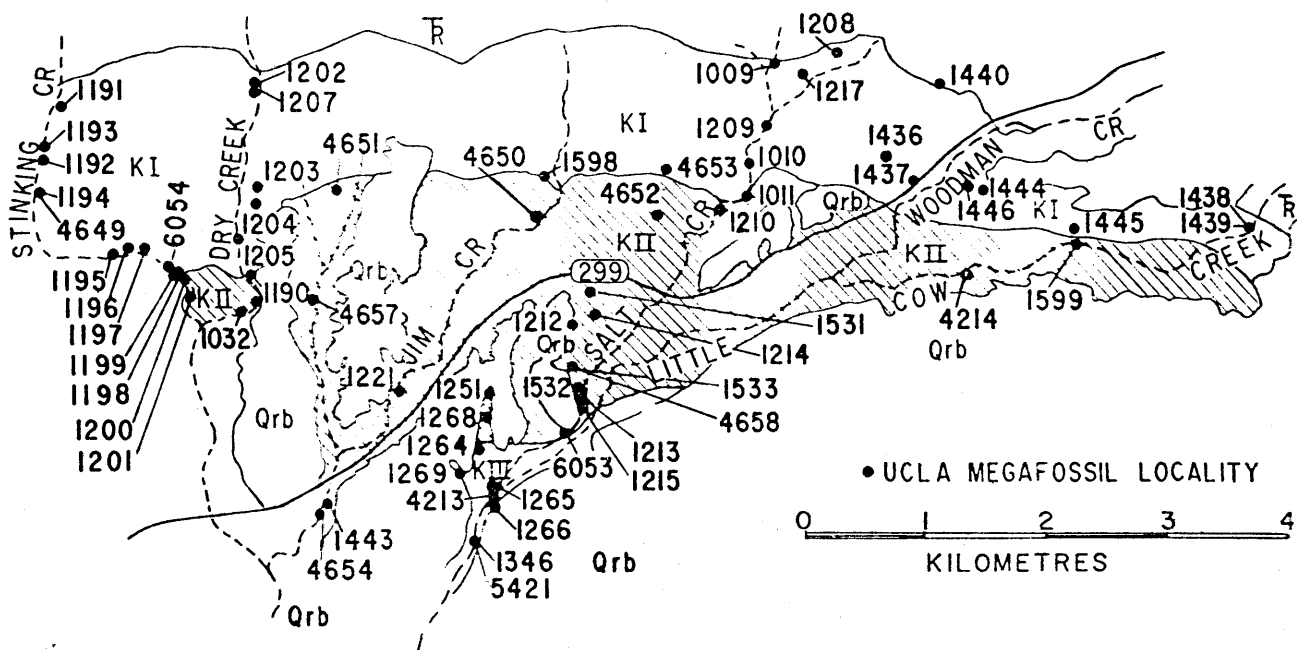 TR
1208
1202
1207
1009
1217
1440
STINKING CR
1191
1193
1192
1194
KI
DRY CREEK
1203
1204
1205
1190
4651
4650
1598
KI
4653
4652
1209
1010
1011
1210
1436
1437
Qrb
WOODMAN CR
1444
1446
KI
1445
1438
1439
TR
4649
6054
1195
1196
1197
1199
1198
1200
1201
KII
1032
Qrb
4657
JIM CR
KII
299
SALT CR
KII
LITTLE COW CREEK
4214
1599
Qrb
1531
1214
1212
Qrb
1533
4658
1532
1221
1251
1268
1264
1269
KIII
4213
1265
1266
6053
1213
1215
Qrb
1443
4654
Qrb
1346
5421
Qrb
● UCLA MEGAFOSSIL LOCALITY
0 1 2 3 4
KILOMETRES